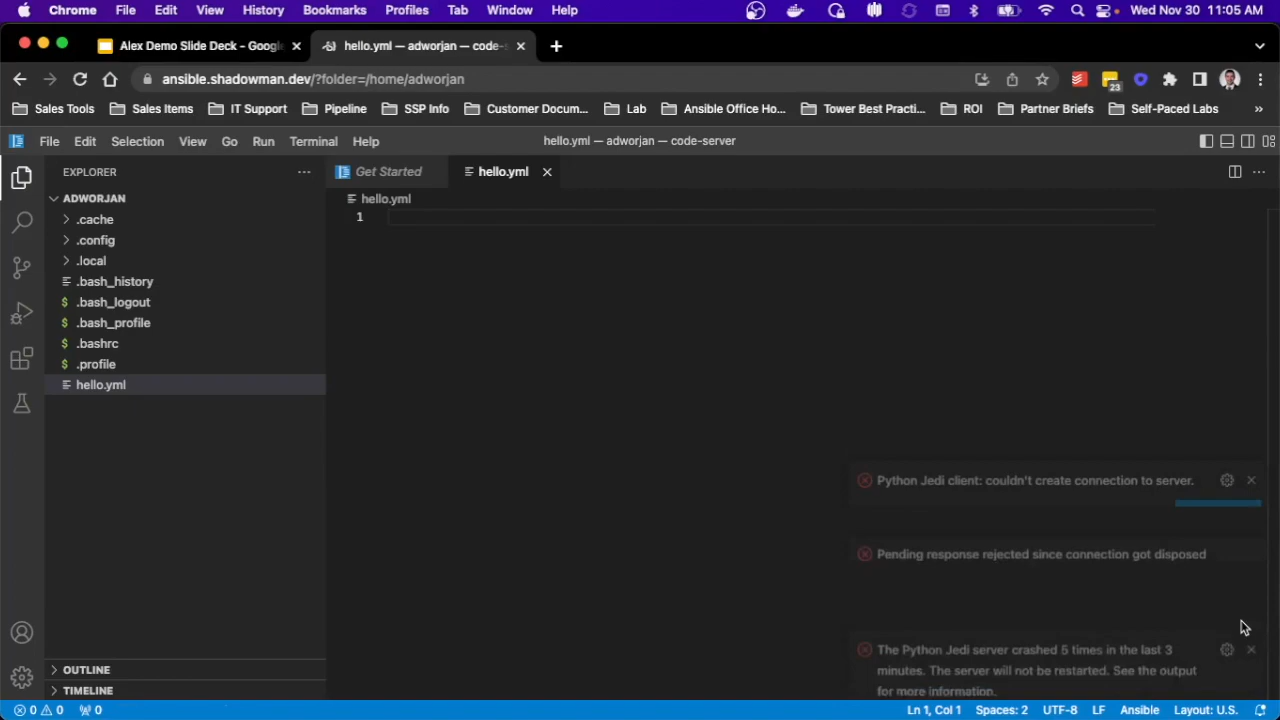 Chrome File Edit View History Bookmarks Profiles Tab Window Help Wed Nov 30 11:05 AM
Alex Demo Slide Deck - Google
hello.yml — adworjan — code-s
ansible.shadowman.dev/?folder=/home/adworjan
23
Sales Tools Sales Items IT Support Pipeline SSP Info Customer Docum... Lab Ansible Office Ho... Tower Best Practi... ROI Partner Briefs Self-Paced Labs »
File Edit Selection View Go Run Terminal Help hello.yml — adworjan — code-server
EXPLORER
Get Started
hello.yml
ADWORJAN
hello.yml
.cache
1
.config
.local
.bash_history
.bash_logout
.bash_profile
.bashrc
.profile
hello.yml
Python Jedi client: couldn't create connection to server.
Pending response rejected since connection got disposed
The Python Jedi server crashed 5 times in the last 3
minutes. The server will not be restarted. See the output
for more information.
OUTLINE
TIMELINE
0 0 0 Ln 1, Col 1 Spaces: 2 UTF-8 LF Ansible Layout: U.S.